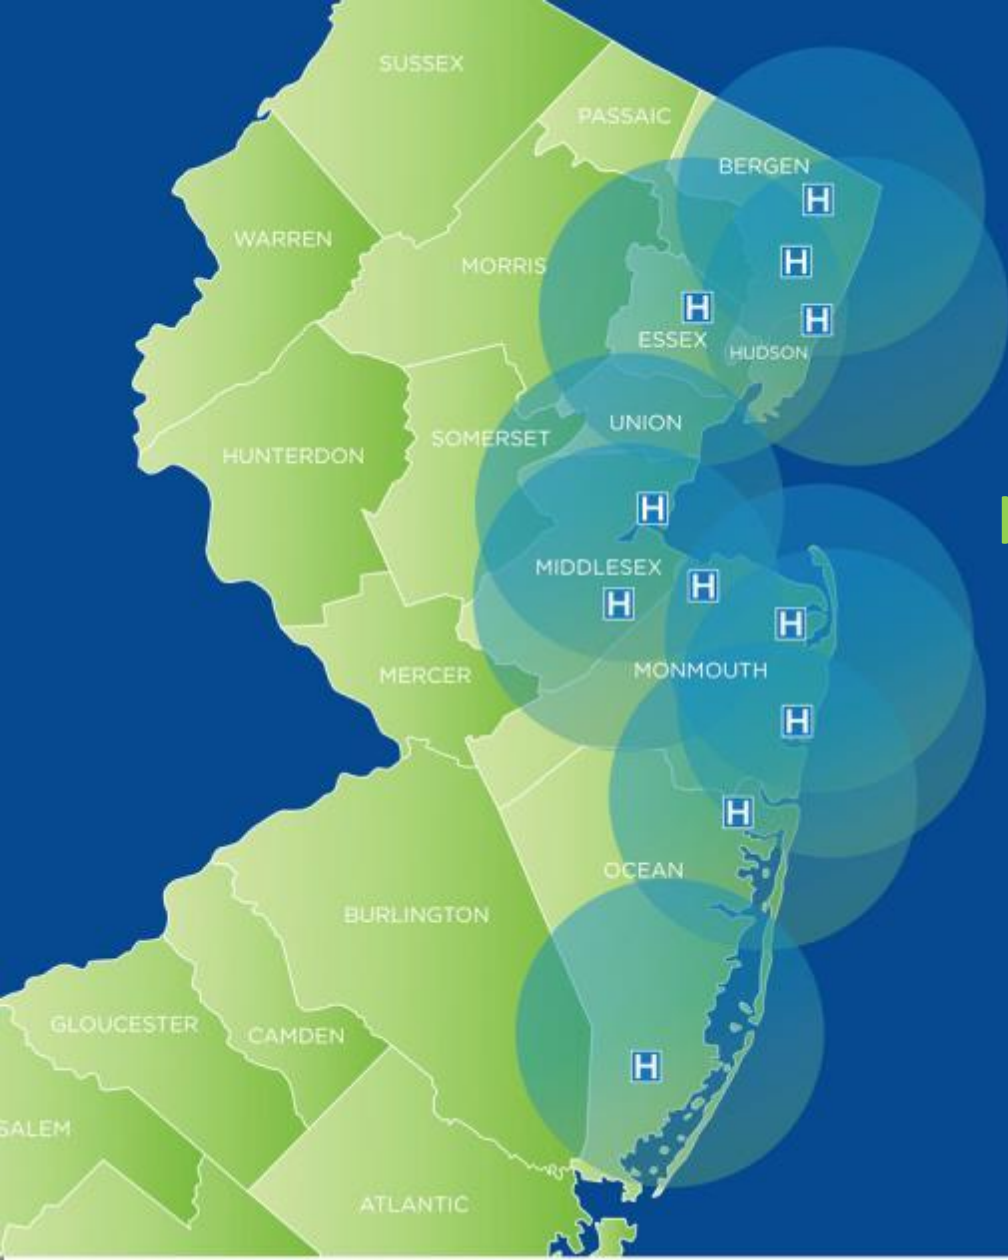 SUSSEX
PASSAIC
BERGEN
H
WARREN
MORRIS
H
H
H
ESSEX
HUDSON
UNION
SOMERSET
HUNTERDON
H
MIDDLESEX
H
H
H
MONMOUTH
MERCER
H
H
OCEAN
BURLINGTON
GLOUCESTER
CAMDEN
H
SALEM
ATLANTIC